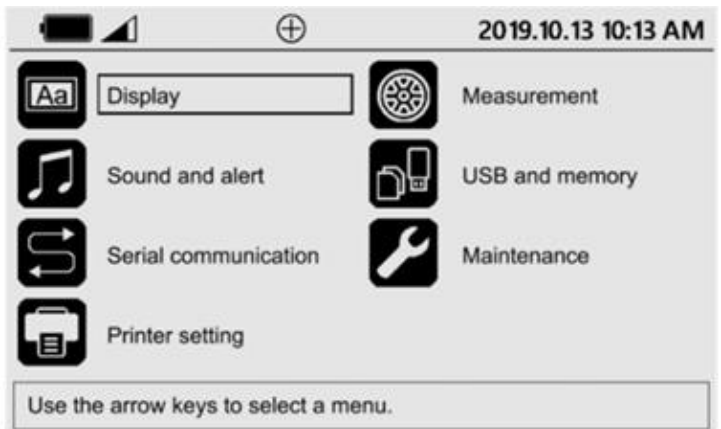 2019.10.13 10:13 AM
Aa Display
Measurement
Sound and alert
USB and memory
Serial communication
Maintenance
Printer setting
Use the arrow keys to select a menu.